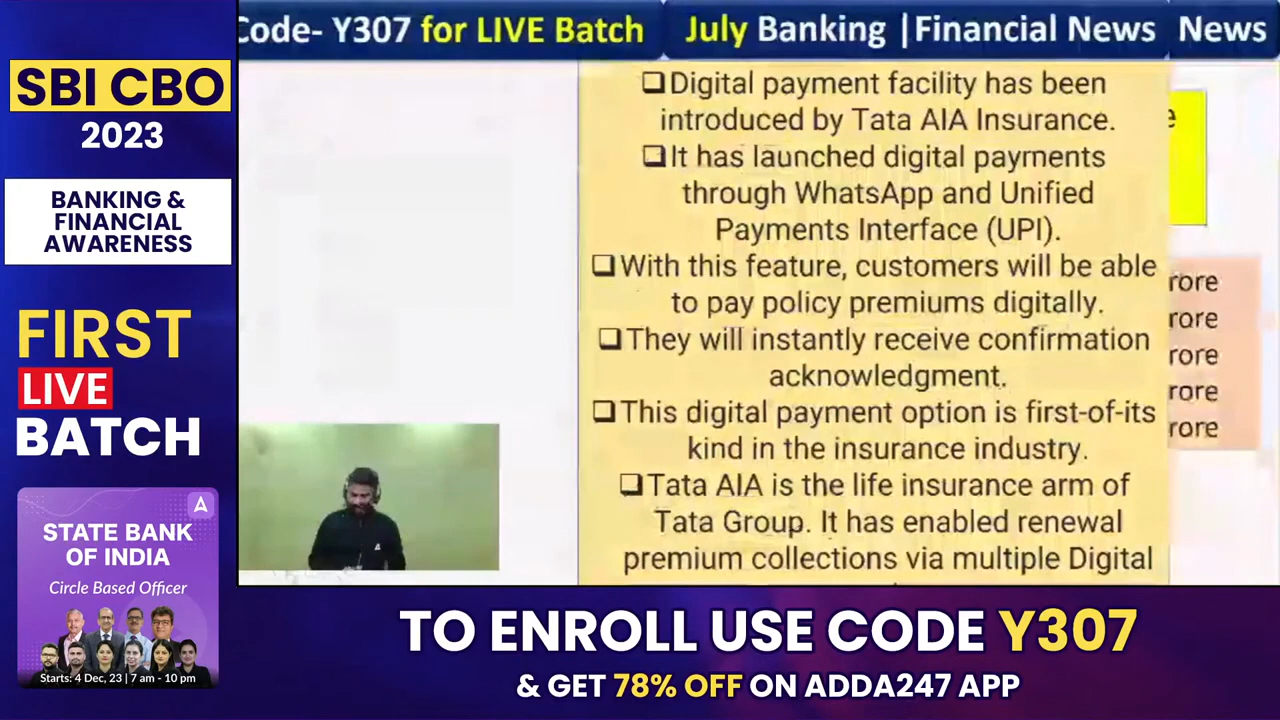 Code- Y307 for LIVE Batch
July Banking |Financial News
News
SBI CBO
2023
BANKING &
FINANCIAL
AWARENESS
FIRST
LIVE
BATCH
STATE BANK
OF INDIA
Circle Based Officer
Starts: 4 Dec, 23 | 7 am - 10 pm
❑Digital payment facility has been
introduced by Tata AIA Insurance.
❑It has launched digital payments
through WhatsApp and Unified
Payments Interface (UPI).
❑With this feature, customers will be able
to pay policy premiums digitally.
❑They will instantly receive confirmation
acknowledgment.
❑This digital payment option is first-of-its
kind in the insurance industry.
❑Tata AIA is the life insurance arm of
Tata Group. It has enabled renewal
premium collections via multiple Digital
e
rore
rore
rore
rore
rore
TO ENROLL USE CODE Y307
& GET 78% OFF ON ADDA247 APP